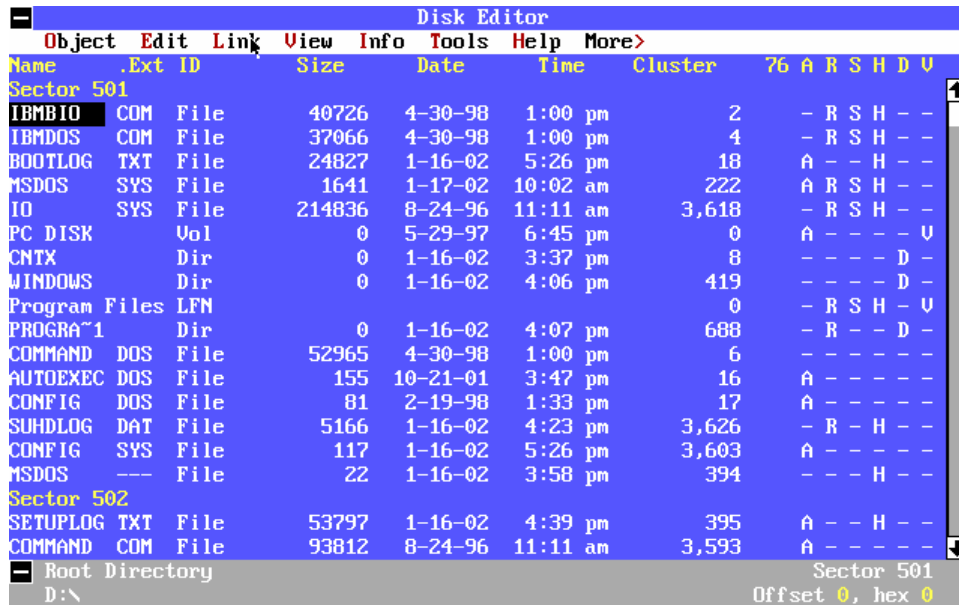 Disk Editor
Object Edit Link View Info Tools Help More>
Name .Ext ID Size Date Time Cluster 76 A R S H D V
Sector 501
IBMBIO COM File 40726 4-30-98 1:00 pm 2 - R S H - -
IBMDOS COM File 37066 4-30-98 1:00 pm 4 - R S H - -
BOOTLOG TXT File 24827 1-16-02 5:26 pm 18 A - - H - -
MSDOS SYS File 1641 1-17-02 10:02 am 222 A R S H - -
IO SYS File 214836 8-24-96 11:11 am 3,618 - R S H - -
PC DISK Vol 0 5-29-97 6:45 pm 0 A - - - - V
CNTX Dir 0 1-16-02 3:37 pm 8 - - - - D -
WINDOWS Dir 0 1-16-02 4:06 pm 419 - - - - D -
Program Files LFN 0 - R S H - V
PROGRA~1 Dir 0 1-16-02 4:07 pm 688 - R - - D -
COMMAND DOS File 52965 4-30-98 1:00 pm 6 - - - - - -
AUTOEXEC DOS File 155 10-21-01 3:47 pm 16 A - - - - -
CONFIG DOS File 81 2-19-98 1:33 pm 17 A - - - - -
SUHDLOG DAT File 5166 1-16-02 4:23 pm 3,626 - R - H - -
CONFIG SYS File 117 1-16-02 5:26 pm 3,603 A - - - - -
MSDOS --- File 22 1-16-02 3:58 pm 394 - - - H - -
Sector 502
SETUPLOG TXT File 53797 1-16-02 4:39 pm 395 A - - H - -
COMMAND COM File 93812 8-24-96 11:11 am 3,593 A - - - - -
Root Directory Sector 501
D:\ Offset 0, hex 0